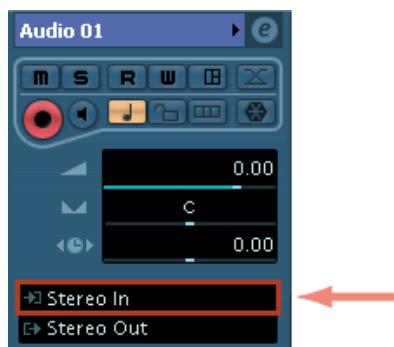 Audio 01 e
m S R W
0.00
C
0.00
Stereo In
Stereo Out